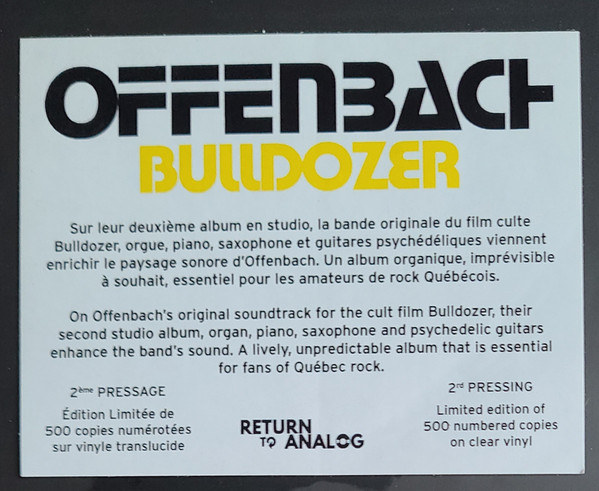 OFFENBACH
BULLDOZER
Sur leur deuxième album en studio, la bande originale du film culte
Bulldozer, orgue, piano, saxophone et guitares psychédéliques viennent
enrichir le paysage sonore d'Offenbach. Un album organique, imprévisible
à souhait, essentiel pour les amateurs de rock Québécois.
On Offenbach's original soundtrack for the cult film Bulldozer, their
second studio album, organ, piano, saxophone and psychedelic guitars
enhance the band's sound. A lively, unpredictable album that is essential
for fans of Québec rock.
2ème PRESSAGE
Édition Limitée de
500 copies numérotées
sur vinyle translucide
RETURN
TO ANALOG
2rd PRESSING
Limited edition of
500 numbered copies
on clear vinyl